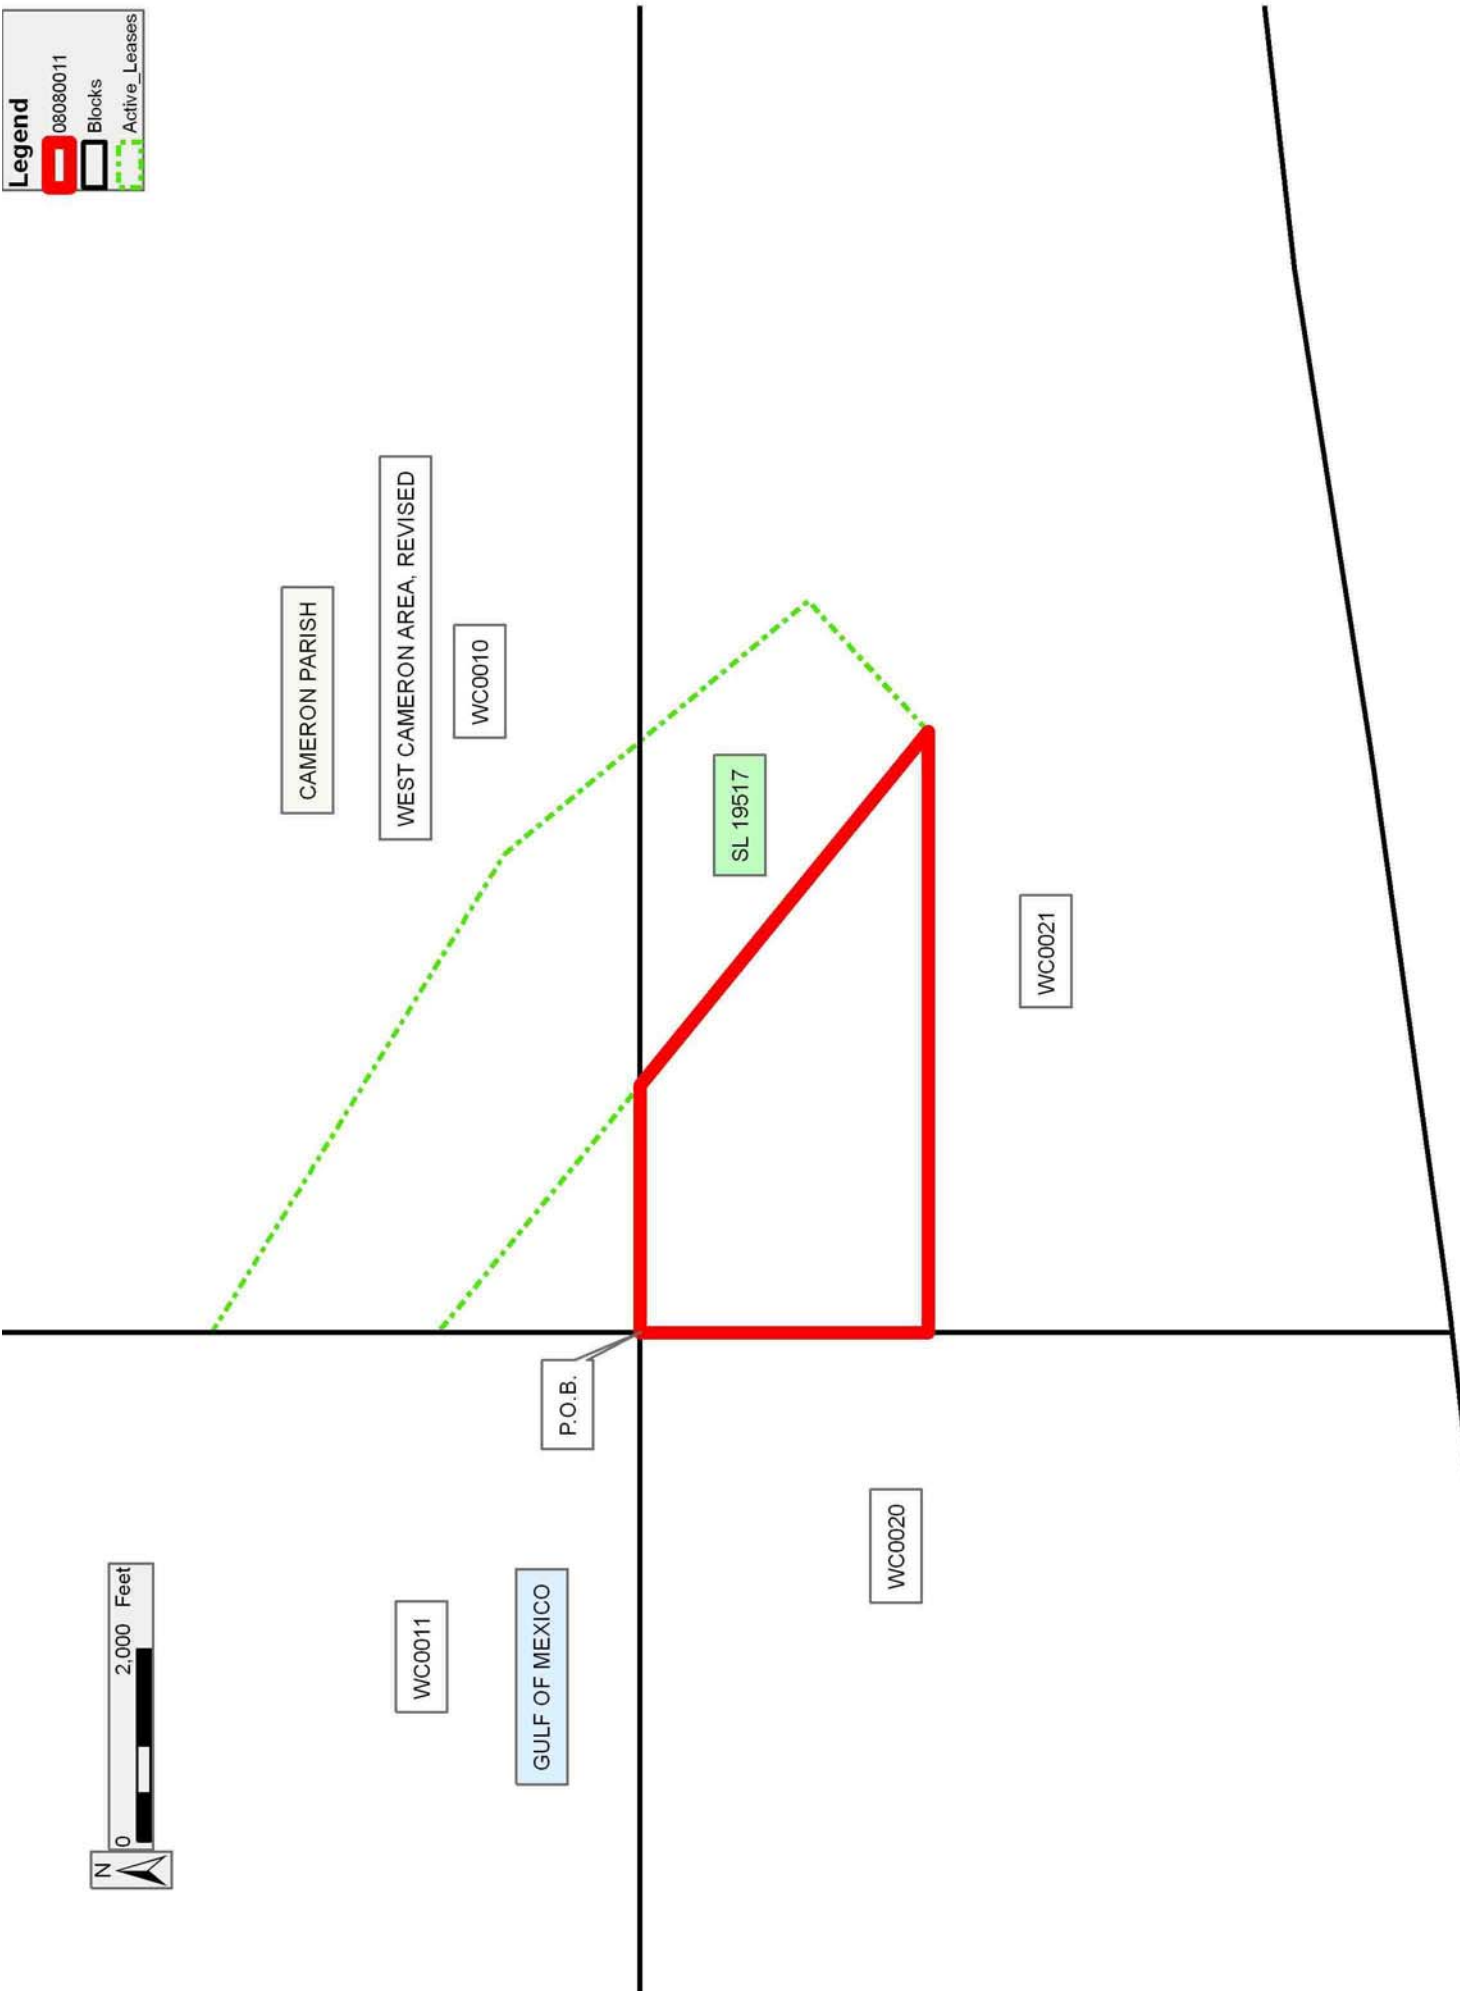 Legend
08080011
Blocks
Active_Leases
N
0 2,000 Feet
CAMERON PARISH
WEST CAMERON AREA, REVISED
WC0011
WC0010
GULF OF MEXICO
P.O.B.
SL 19517
WC0020
WC0021